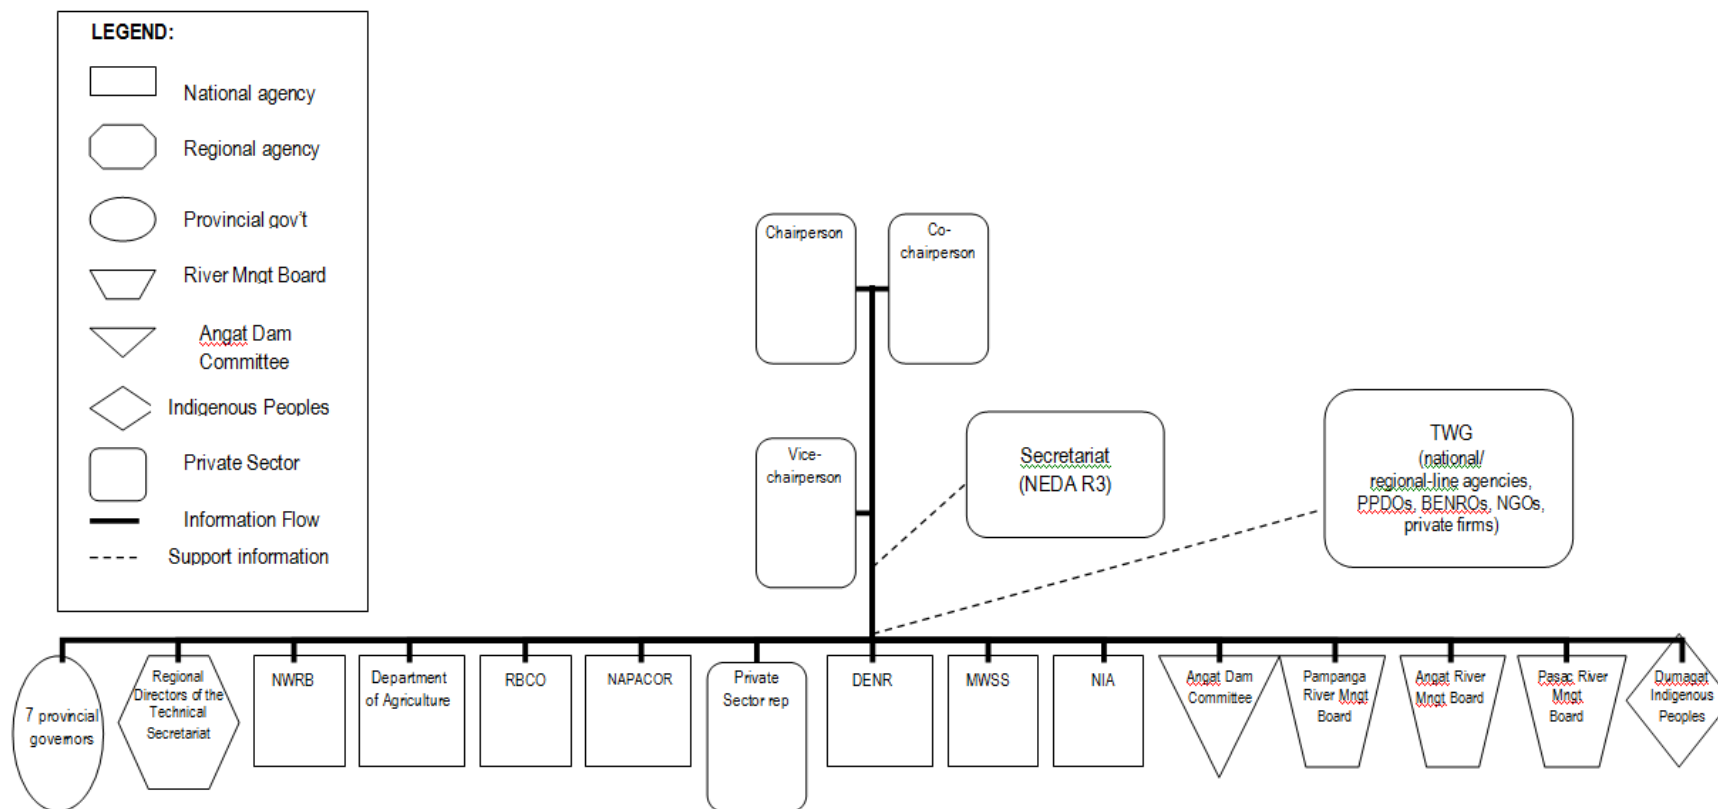 LEGEND:
National agency
Regional agency
Provincial gov't
River Mngt Board
Angat Dam
Committee
Indigenous Peoples
Private Sector
Information Flow
Support information
Chairperson
Co-
chairperson
Vice-
chairperson
Secretariat
(NEDA R3)
TWG
(national/
regional-line agencies,
PPDOs, BENROs, NGOs,
private firms)
7 provincial
governors
Regional
Directors of the
Technical
Secretariat
NWRB
Department
of Agriculture
RBCO
NAPACOR
Private
Sector rep
DENR
MWSS
NIA
Angat Dam
Committee
Pampanga
River Mngt
Board
Angat River
Mngt Board
Pasac River
Mngt
Board
Dumagat
Indigenous
Peoples